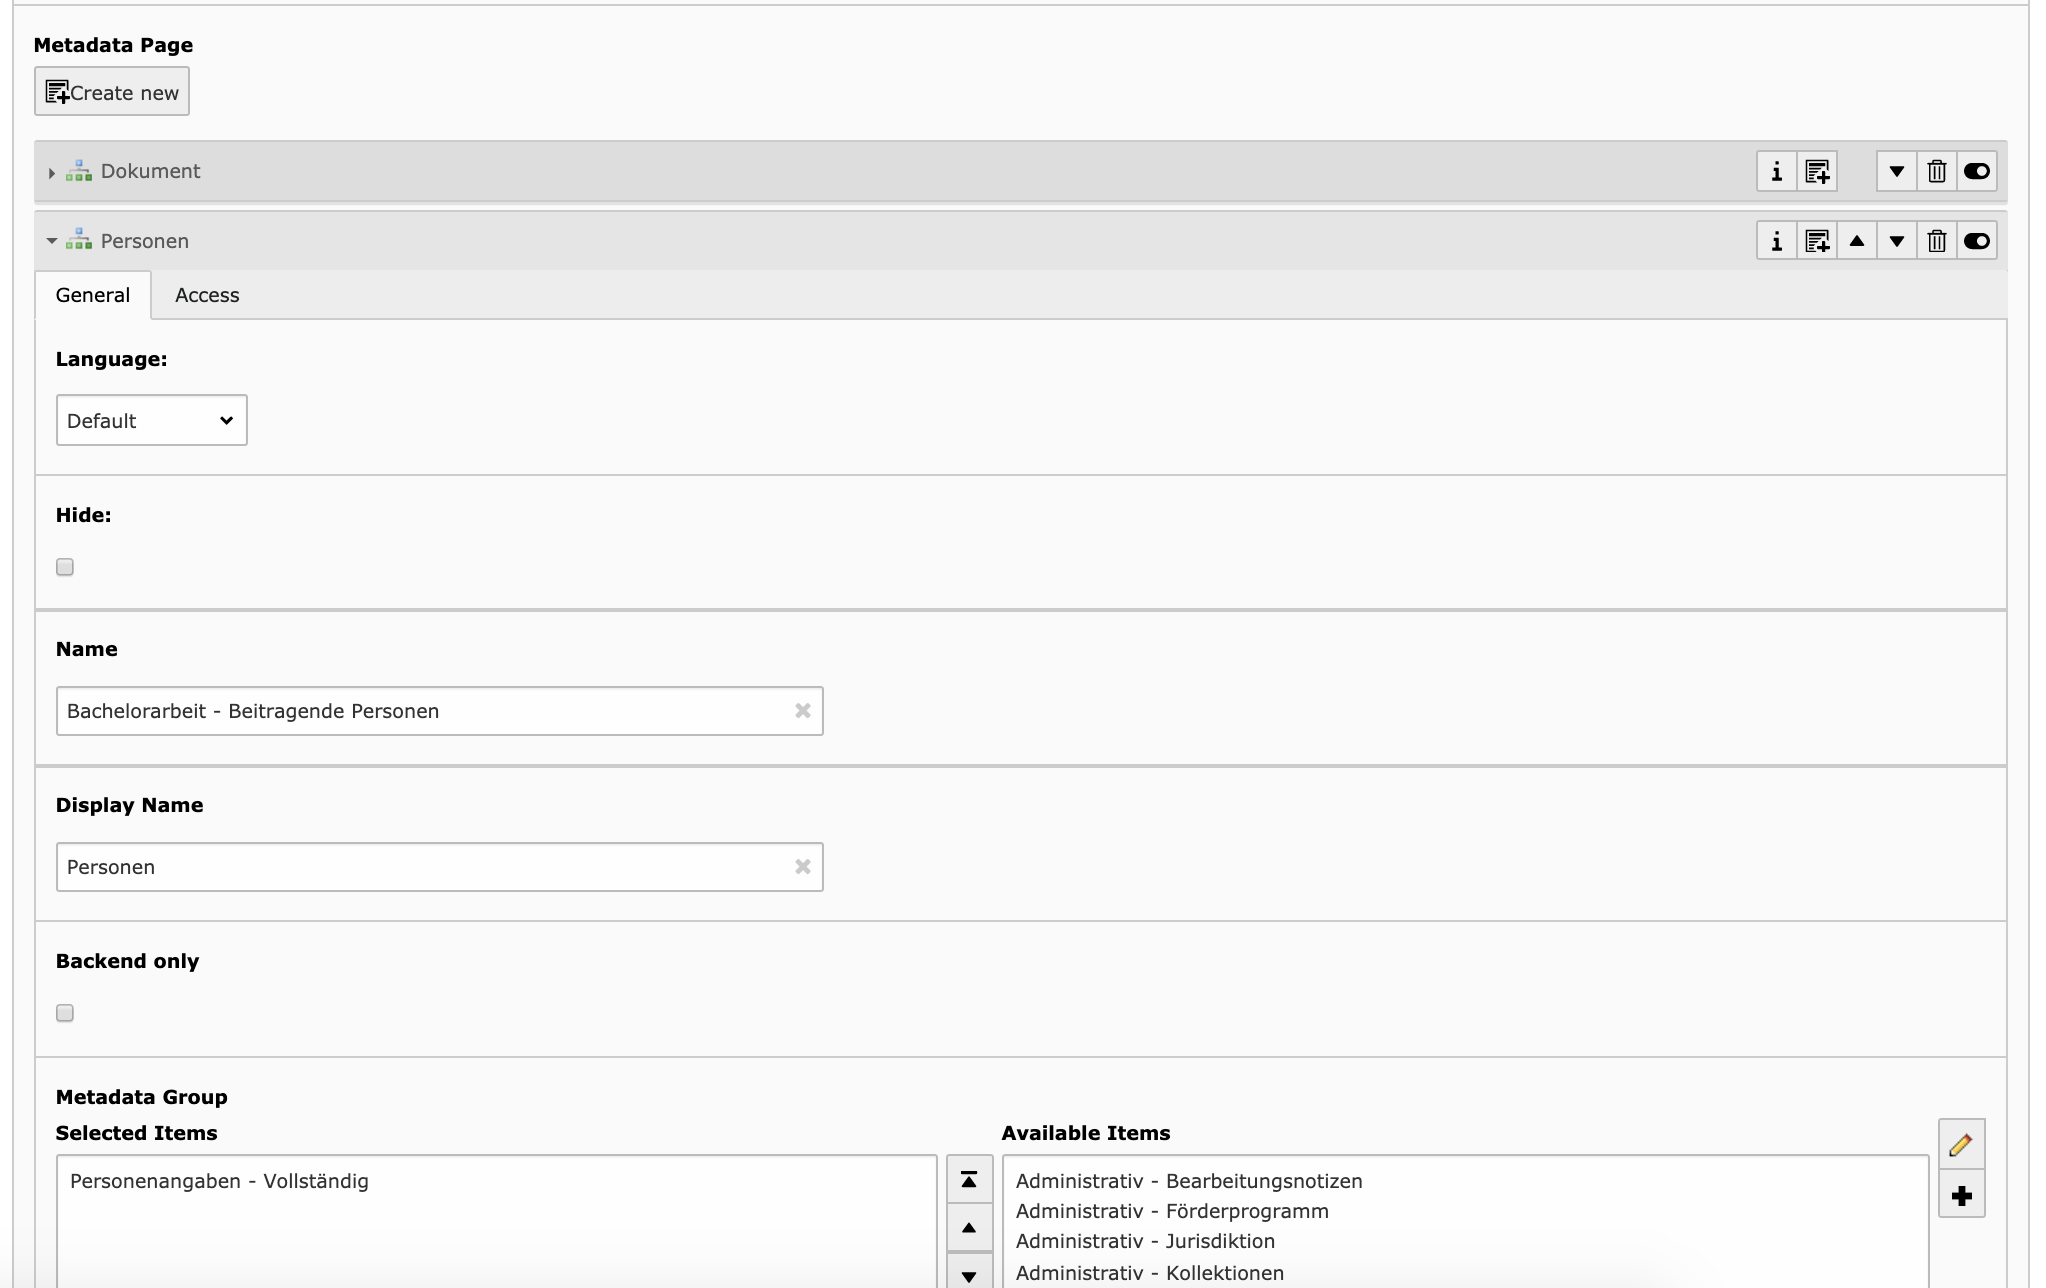 Metadata Page
Create new
Dokument
Personen
General Access
Language:
Default
Hide:
Name
Bachelorarbeit - Beitragende Personen
Display Name
Personen
Backend only
Metadata Group
Selected Items Available Items
Personenangaben - Vollständig
Administrativ - Bearbeitungsnotizen
Administrativ - Förderprogramm
Administrativ - Jurisdiktion
Administrativ - Kollektionen